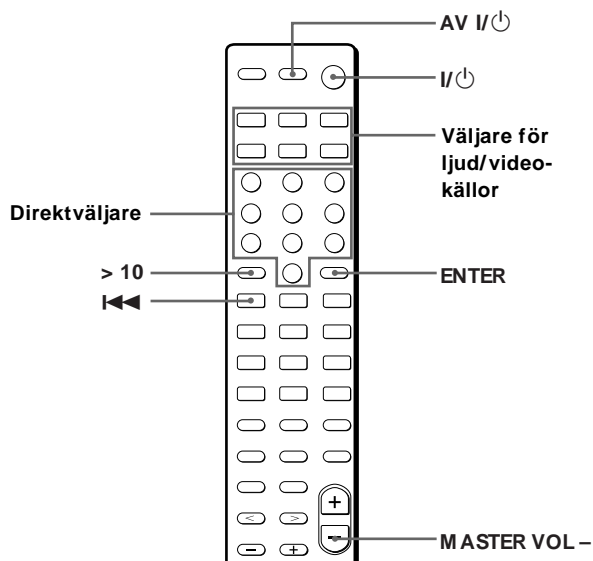 AV I/⏻
I/⏻
Väljare för
ljud/video-
källor
Direktväljare
> 10
ENTER
I◀◀
+
–
< >
– +
MASTER VOL –